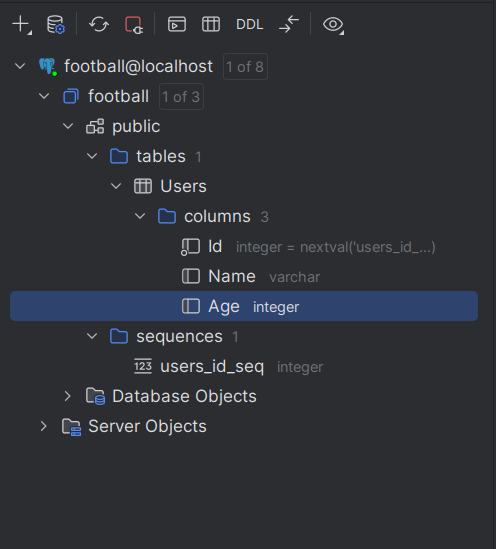 DDL
football@localhost 1 of 8
football 1 of 3
public
tables 1
Users
columns 3
Id integer = nextval('users_id_...)
Name varchar
Age integer
sequences 1
123 users_id_seq integer
Database Objects
Server Objects